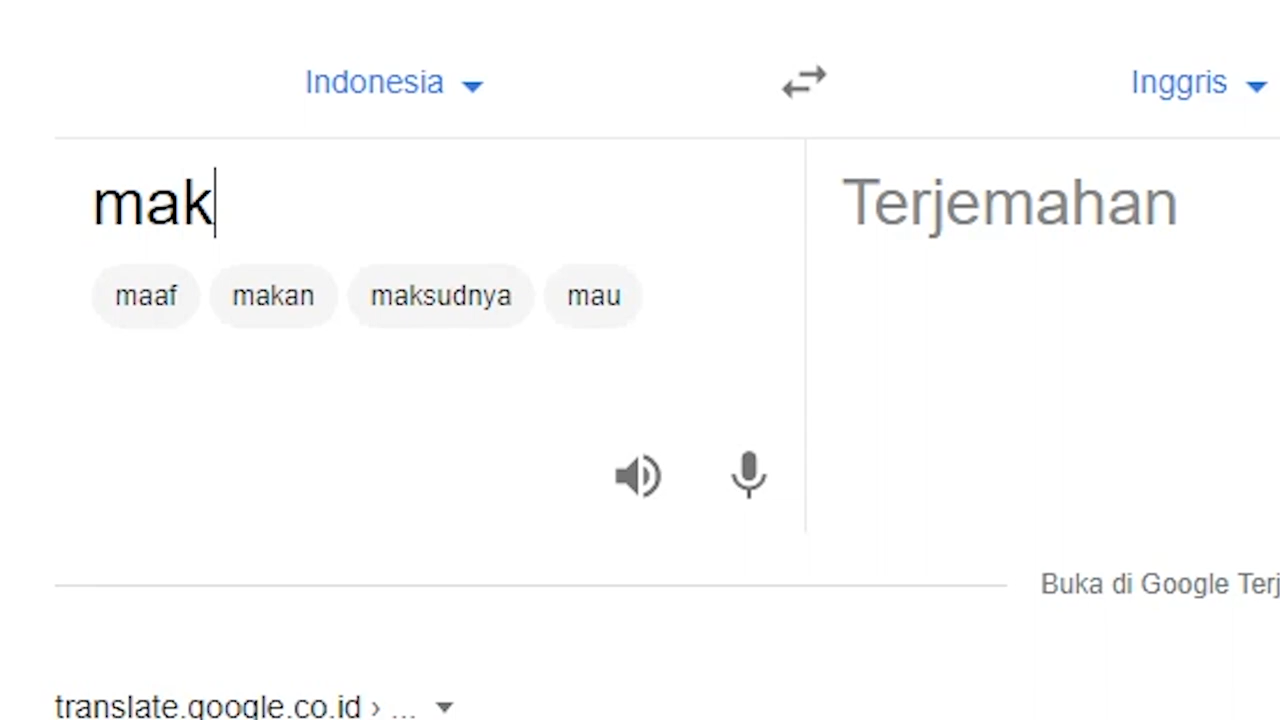 Indonesia Inggris
mak Terjemahan
maaf makan maksudnya mau
Buka di Google Terj
translate.google.co.id › ...